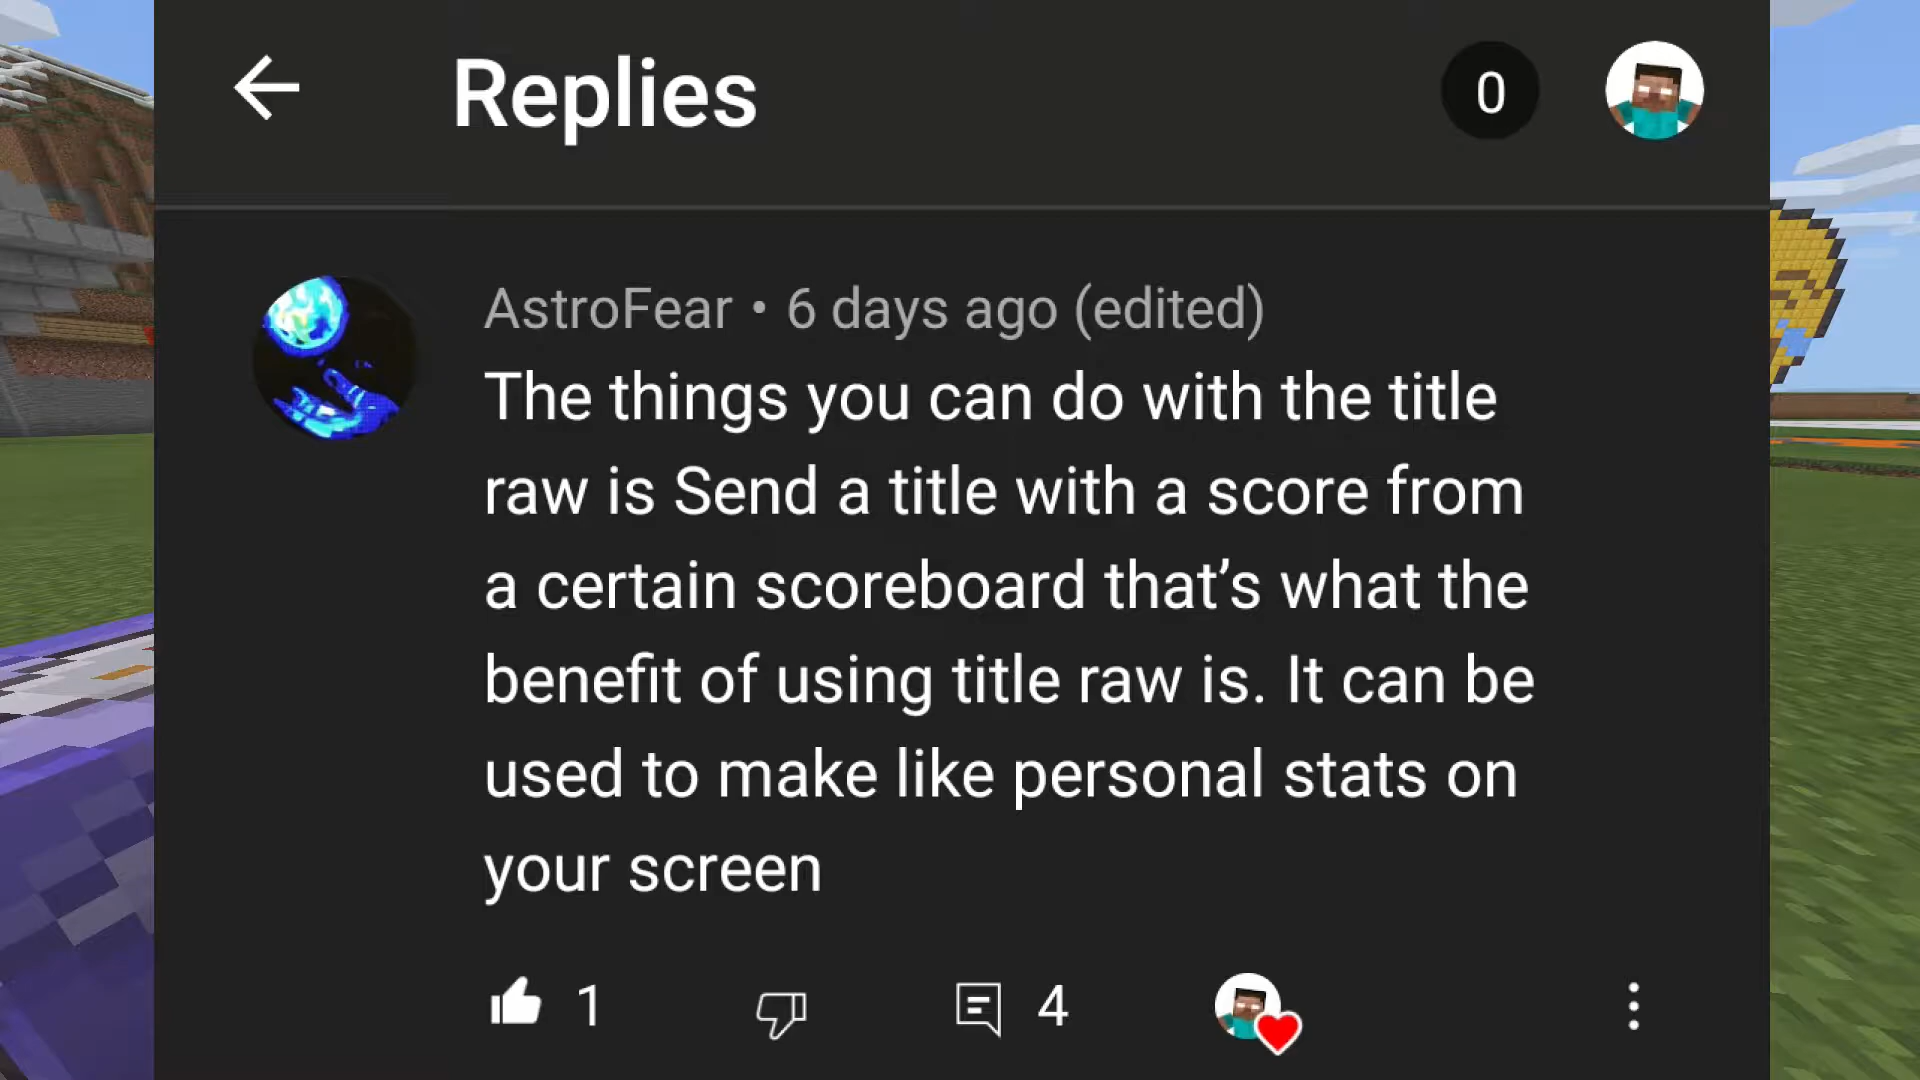 Replies
0
AstroFear • 6 days ago (edited)
The things you can do with the title
raw is Send a title with a score from
a certain scoreboard that’s what the
benefit of using title raw is. It can be
used to make like personal stats on
your screen
1
4